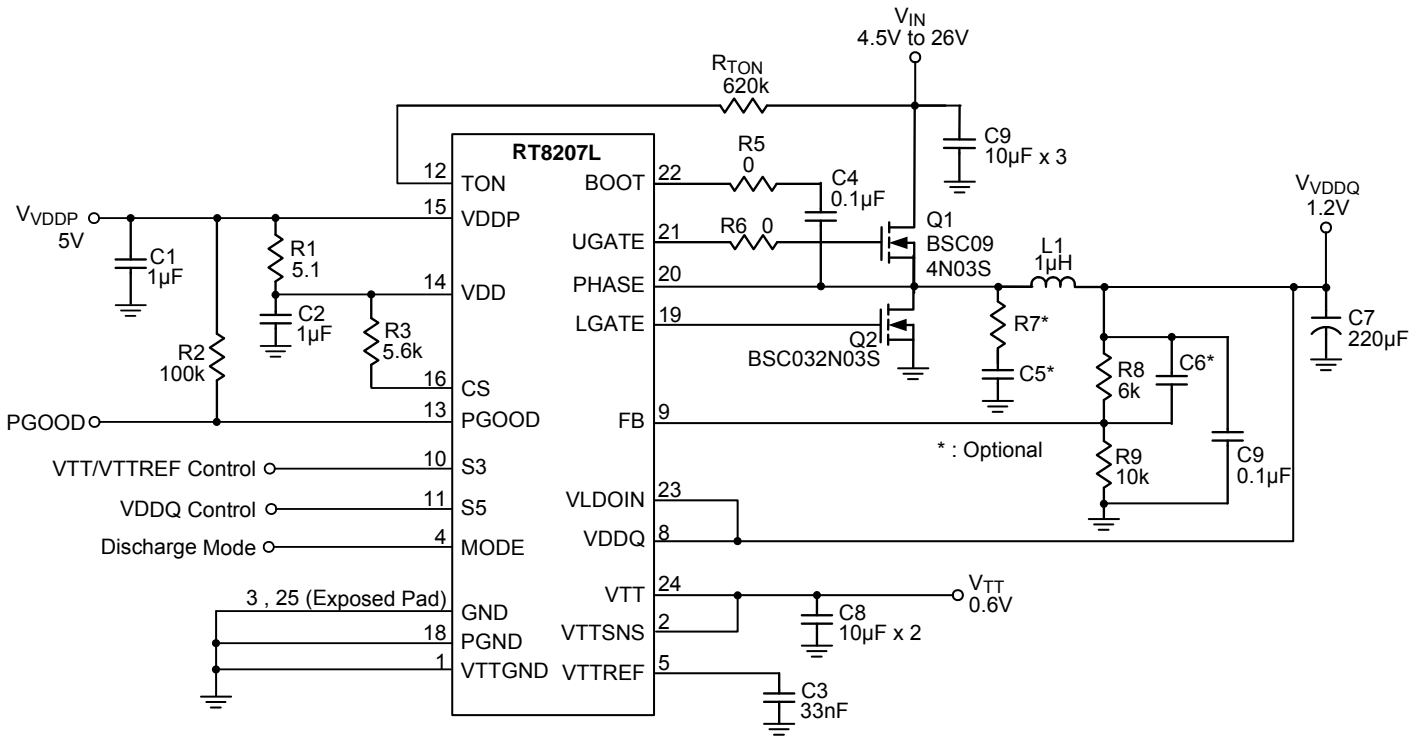 VIN
4.5V to 26V
RTON
620k
RT8207L
C9
10µF x 3
R5
0
C4
0.1µF
12
TON
BOOT
22
VVDDP
5V
15
VDDP
VVDDQ
1.2V
C1
1µF
R1
5.1
UGATE
21
R6 0
Q1
BSC09
4N03S
L1
1µH
14
VDD
PHASE
20
C2
1µF
R3
5.6k
LGATE
19
Q2
BSC032N03S
R7*
C5*
C7
220µF
R2
100k
16
CS
R8
6k
C6*
PGOOD
13
PGOOD
FB
9
* : Optional
R9
10k
C9
0.1µF
VTT/VTTREF Control
10
S3
VDDQ Control
11
S5
VLDOIN
23
Discharge Mode
4
MODE
VDDQ
8
3 , 25 (Exposed Pad)
GND
VTT
24
VTT
0.6V
18
PGND
VTTSNS
2
C8
10µF x 2
1
VTTGND
VTTREF
5
C3
33nF